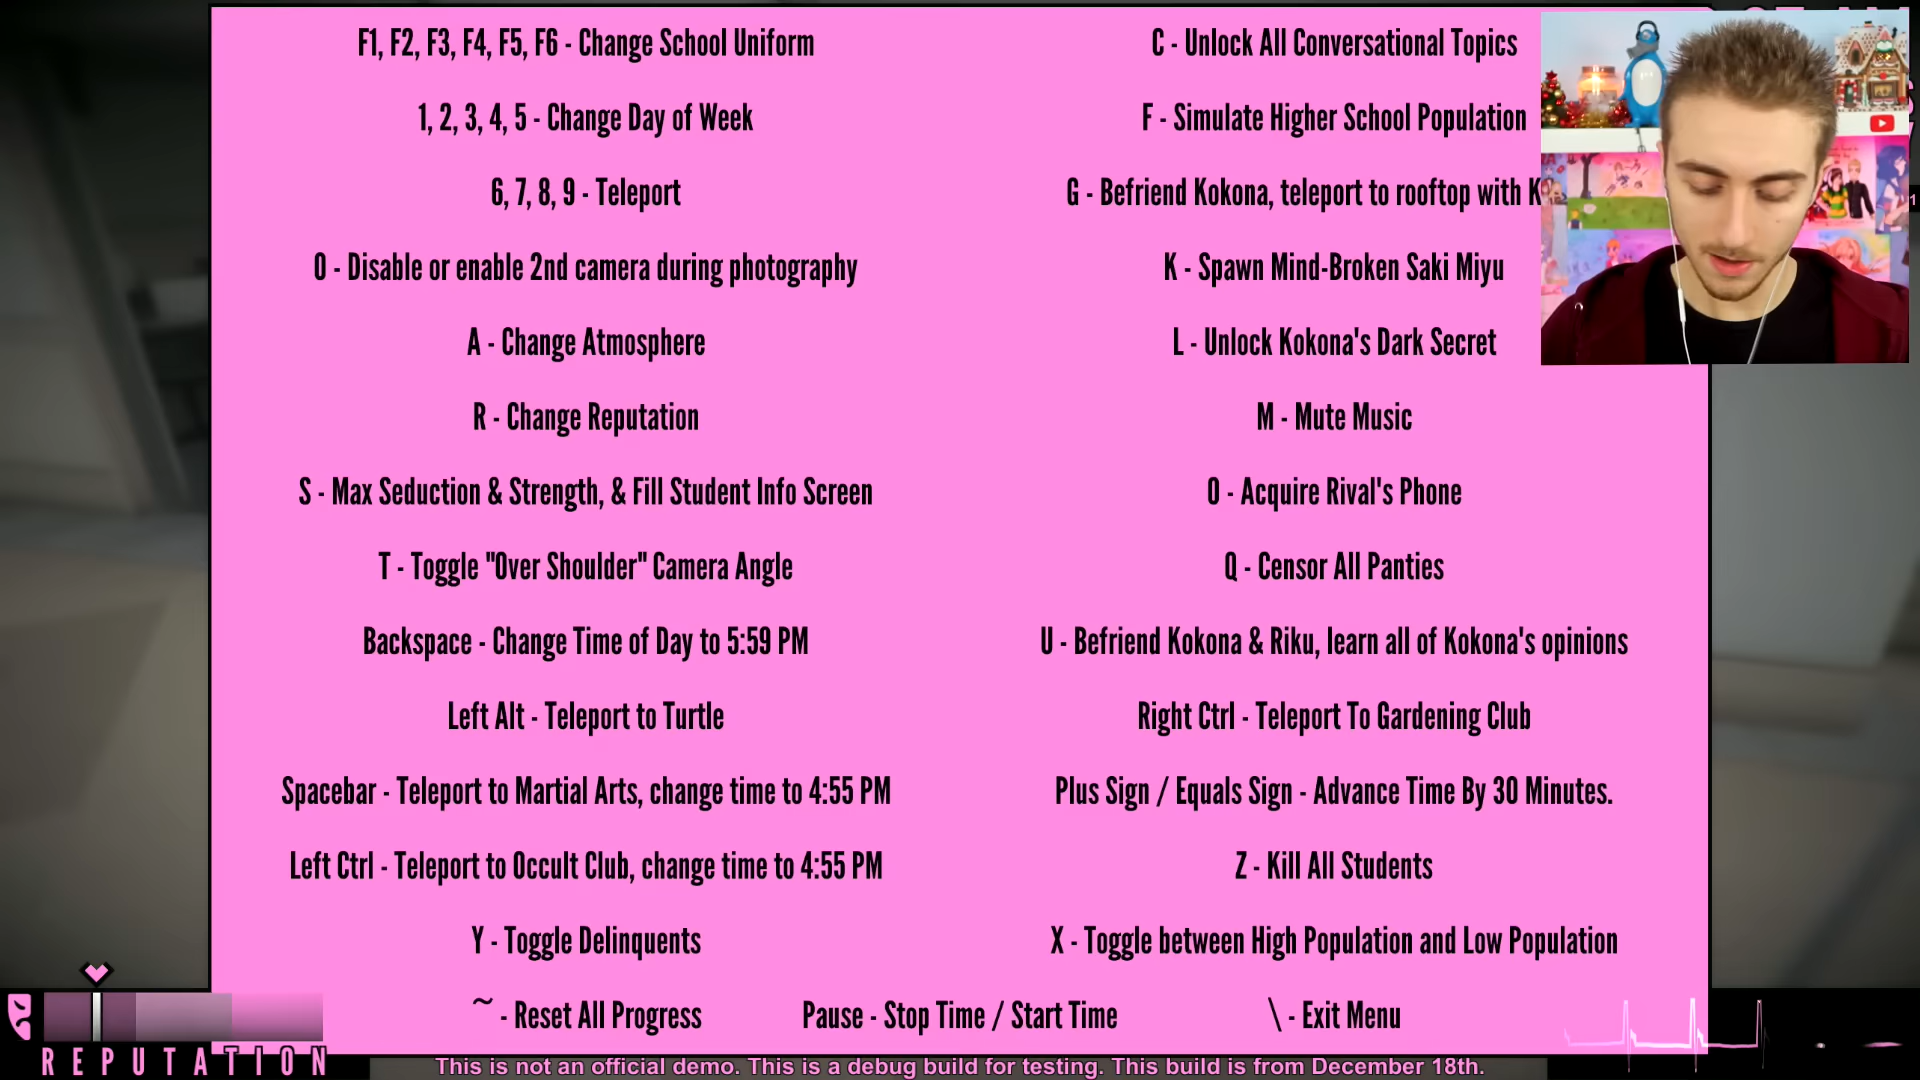 F1, F2, F3, F4, F5, F6 - Change School Uniform
1, 2, 3, 4, 5 - Change Day of Week
6, 7, 8, 9 - Teleport
0 - Disable or enable 2nd camera during photography
A - Change Atmosphere
R - Change Reputation
S - Max Seduction & Strength, & Fill Student Info Screen
T - Toggle "Over Shoulder" Camera Angle
Backspace - Change Time of Day to 5:59 PM
Left Alt - Teleport to Turtle
Spacebar - Teleport to Martial Arts, change time to 4:55 PM
Left Ctrl - Teleport to Occult Club, change time to 4:55 PM
Y - Toggle Delinquents
~ - Reset All Progress
C - Unlock All Conversational Topics
F - Simulate Higher School Population
G - Befriend Kokona, teleport to rooftop with
K - Spawn Mind-Broken Saki Miyu
L - Unlock Kokona's Dark Secret
M - Mute Music
O - Acquire Rival's Phone
Q - Censor All Panties
U - Befriend Kokona & Riku, learn all of Kokona's opinions
Right Ctrl - Teleport To Gardening Club
Plus Sign / Equals Sign - Advance Time By 30 Minutes.
Z - Kill All Students
X - Toggle between High Population and Low Population
Pause - Stop Time / Start Time
\ - Exit Menu
REPUTATION
This is not an official demo. This is a debug build for testing. This build is from December 18th.